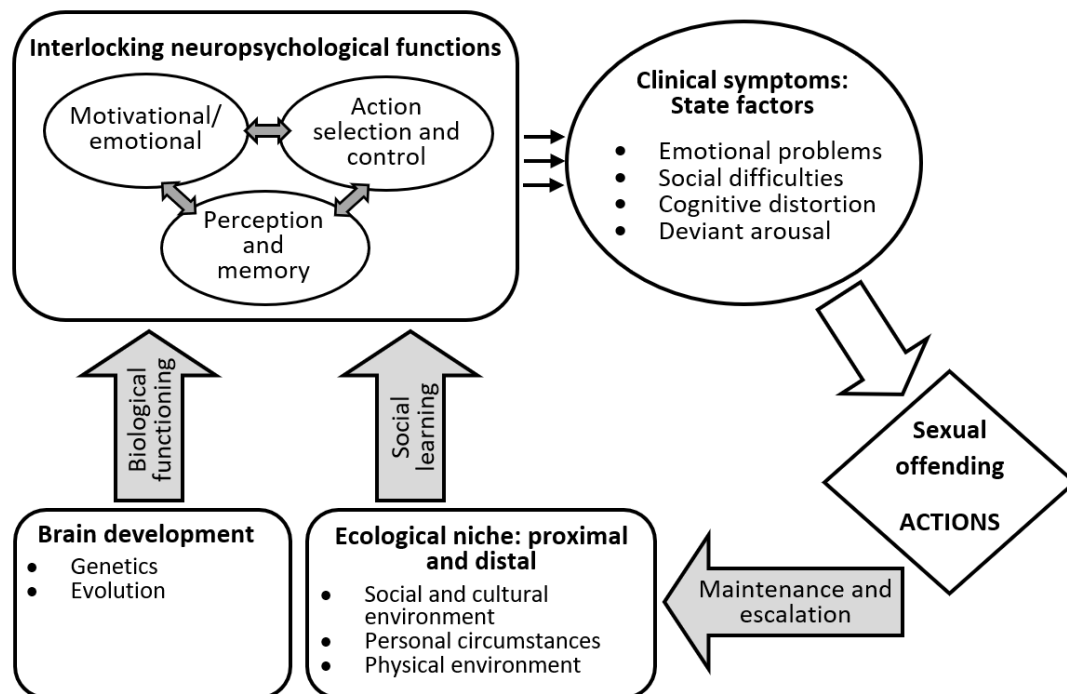 Interlocking neuropsychological functions
Motivational/
emotional
Action
selection and
control
Perception
and
memory
Clinical symptoms:
State factors
• Emotional problems
• Social difficulties
• Cognitive distortion
• Deviant arousal
Biological
functioning
Social
learning
Sexual
offending
ACTIONS
Brain development
• Genetics
• Evolution
Ecological niche: proximal
and distal
• Social and cultural
environment
• Personal circumstances
• Physical environment
Maintenance and
escalation